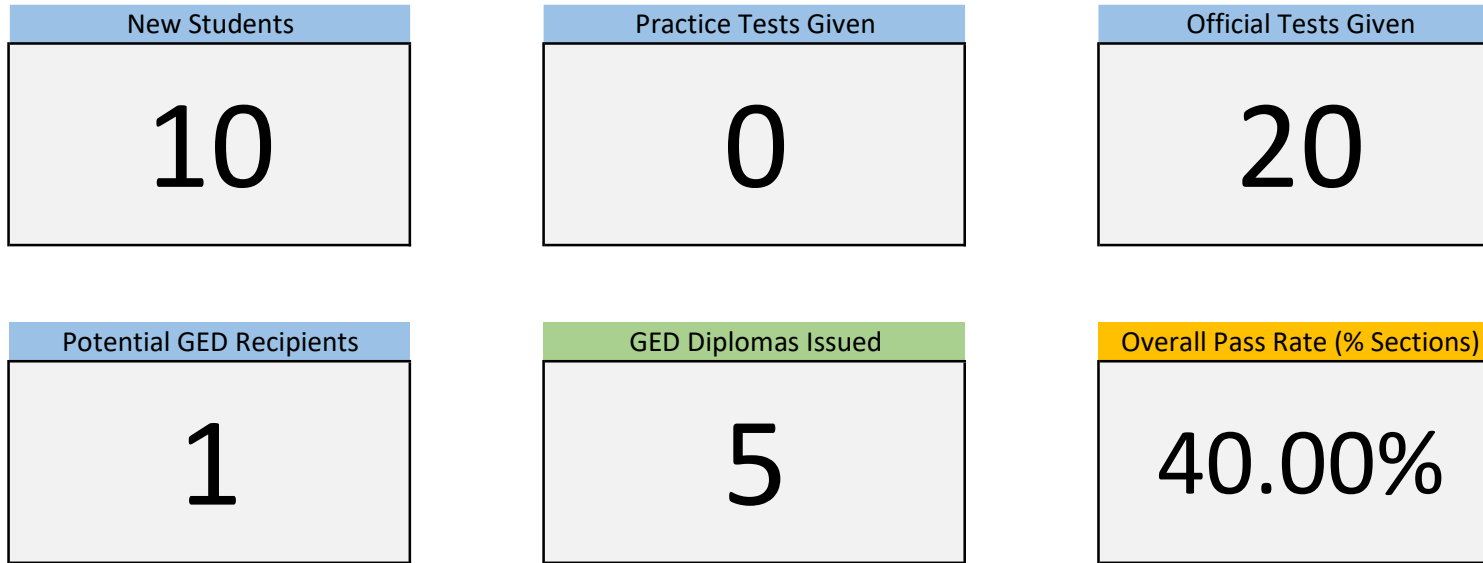 New Students
Practice Tests Given
Official Tests Given
10
0
20
Potential GED Recipients
GED Diplomas Issued
Overall Pass Rate (% Sections)
1
5
40.00%